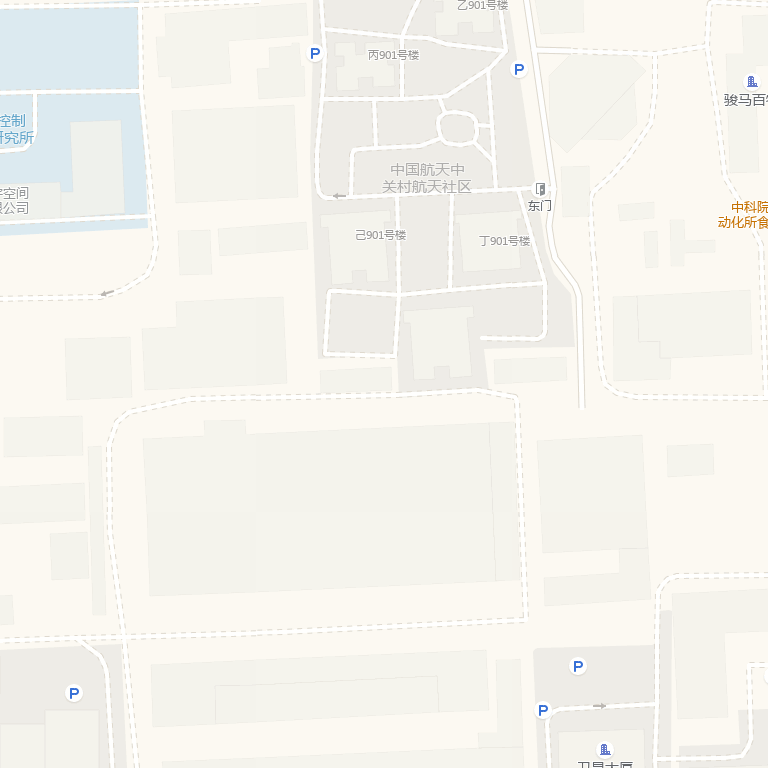 乙901号楼
丙901号楼
P
P
骏马百
控制
研究所
中国航天中
关村航天社区
空间
限公司
东门
中科院
动化所食
己901号楼
丁901号楼
P
P
P
卫星大厦